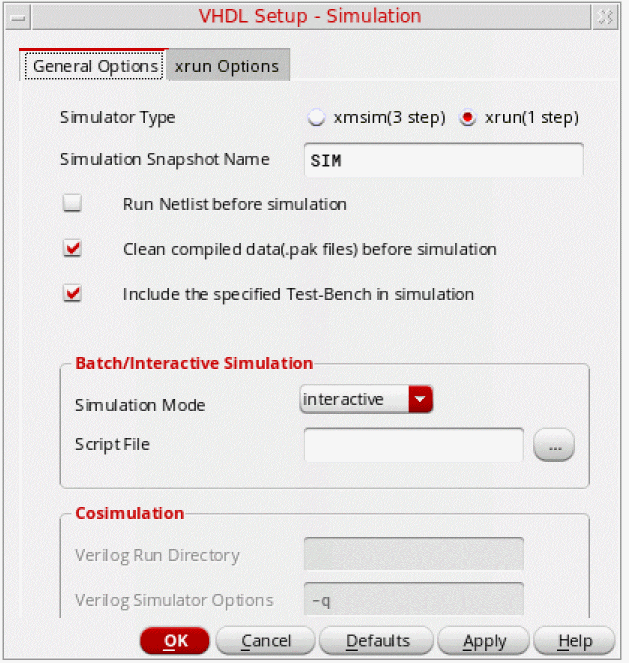 VHDL Setup - Simulation
General Options xrun Options
Simulator Type xmsim(3 step) xrun(1 step)
Simulation Snapshot Name SIM
Run Netlist before simulation
Clean compiled data(.pak files) before simulation
Include the specified Test-Bench in simulation
Batch/Interactive Simulation
Simulation Mode interactive
Script File ...
Cosimulation
Verilog Run Directory
Verilog Simulator Options -q
OK Cancel Defaults Apply Help